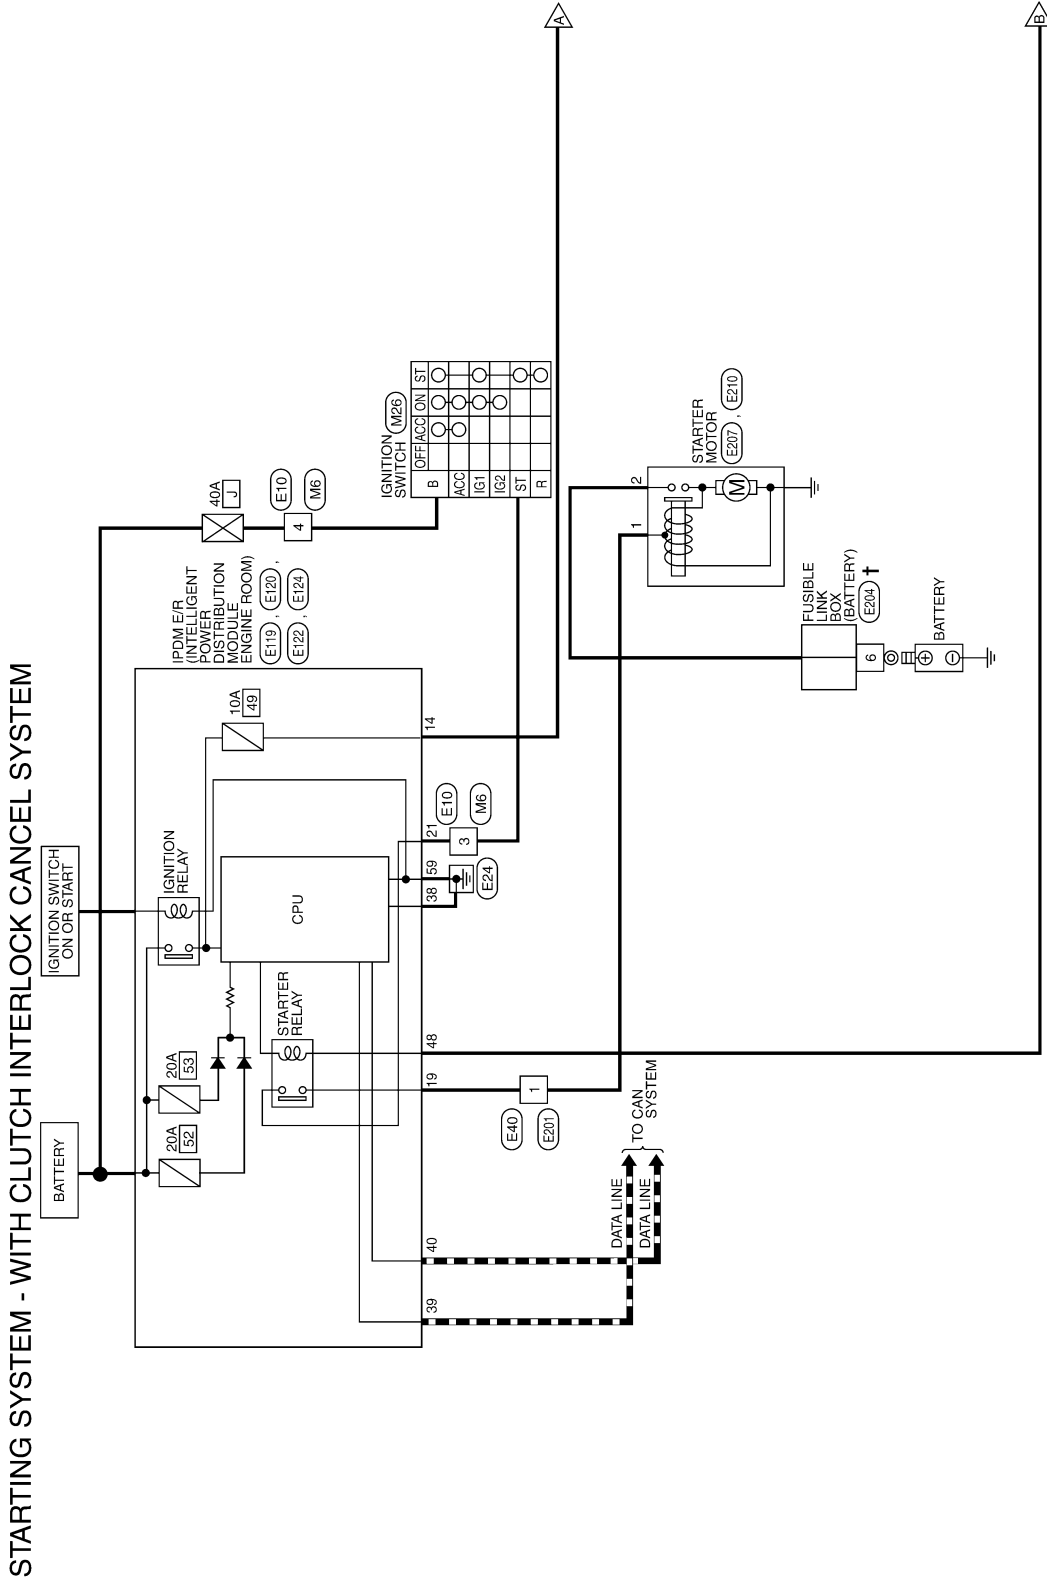 STARTING SYSTEM - WITH CLUTCH INTERLOCK CANCEL SYSTEM
BATTERY
IGNITION SWITCH
ON OR START
20A
52
20A
53
IGNITION
RELAY
STARTER
RELAY
CPU
10A
49
IPDM E/R
(INTELLIGENT
POWER
DISTRIBUTION
MODULE
ENGINE ROOM)
E119 , E120 ,
E122 , E124
40A
J
4
E10
M6
IGNITION
SWITCH
M26
OFF ACC ON ST
B
ACC
IG1
IG2
ST
R
39
40
19
48
38
59
21
14
E24
3
E10
M6
E40
E201
1
DATA LINE
DATA LINE
TO CAN
SYSTEM
1
2
STARTER
MOTOR
E207 , E210
M
FUSIBLE
LINK
BOX
(BATTERY)
E204 †
6
BATTERY
+
−
A
B